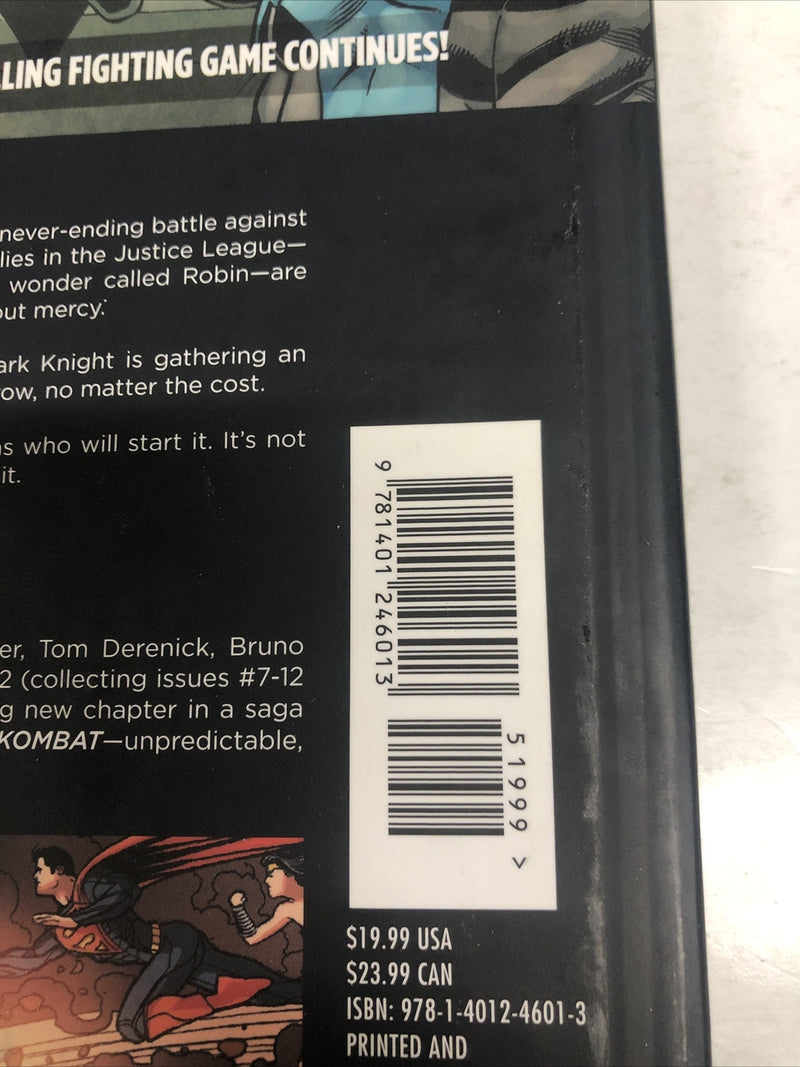 LLING FIGHTING GAME CONTINUES!
never-ending battle against
lies in the Justice League—
wonder called Robin—are
out mercy.
ark Knight is gathering an
ow, no matter the cost.
s who will start it. It's not
it.
er, Tom Derenick, Bruno
2 (collecting issues #7-12
g new chapter in a saga
KOMBAT—unpredictable,
9 781401 246013
51999 >
$19.99 USA
$23.99 CAN
ISBN: 978-1-4012-4601-3
PRINTED AND